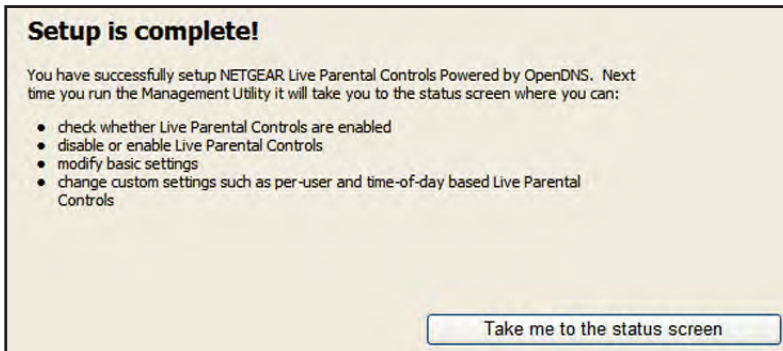 Setup is complete!
You have successfully setup NETGEAR Live Parental Controls Powered by OpenDNS.  Next
time you run the Management Utility it will take you to the status screen where you can:
• check whether Live Parental Controls are enabled
• disable or enable Live Parental Controls
• modify basic settings
• change custom settings such as per-user and time-of-day based Live Parental
Controls
Take me to the status screen